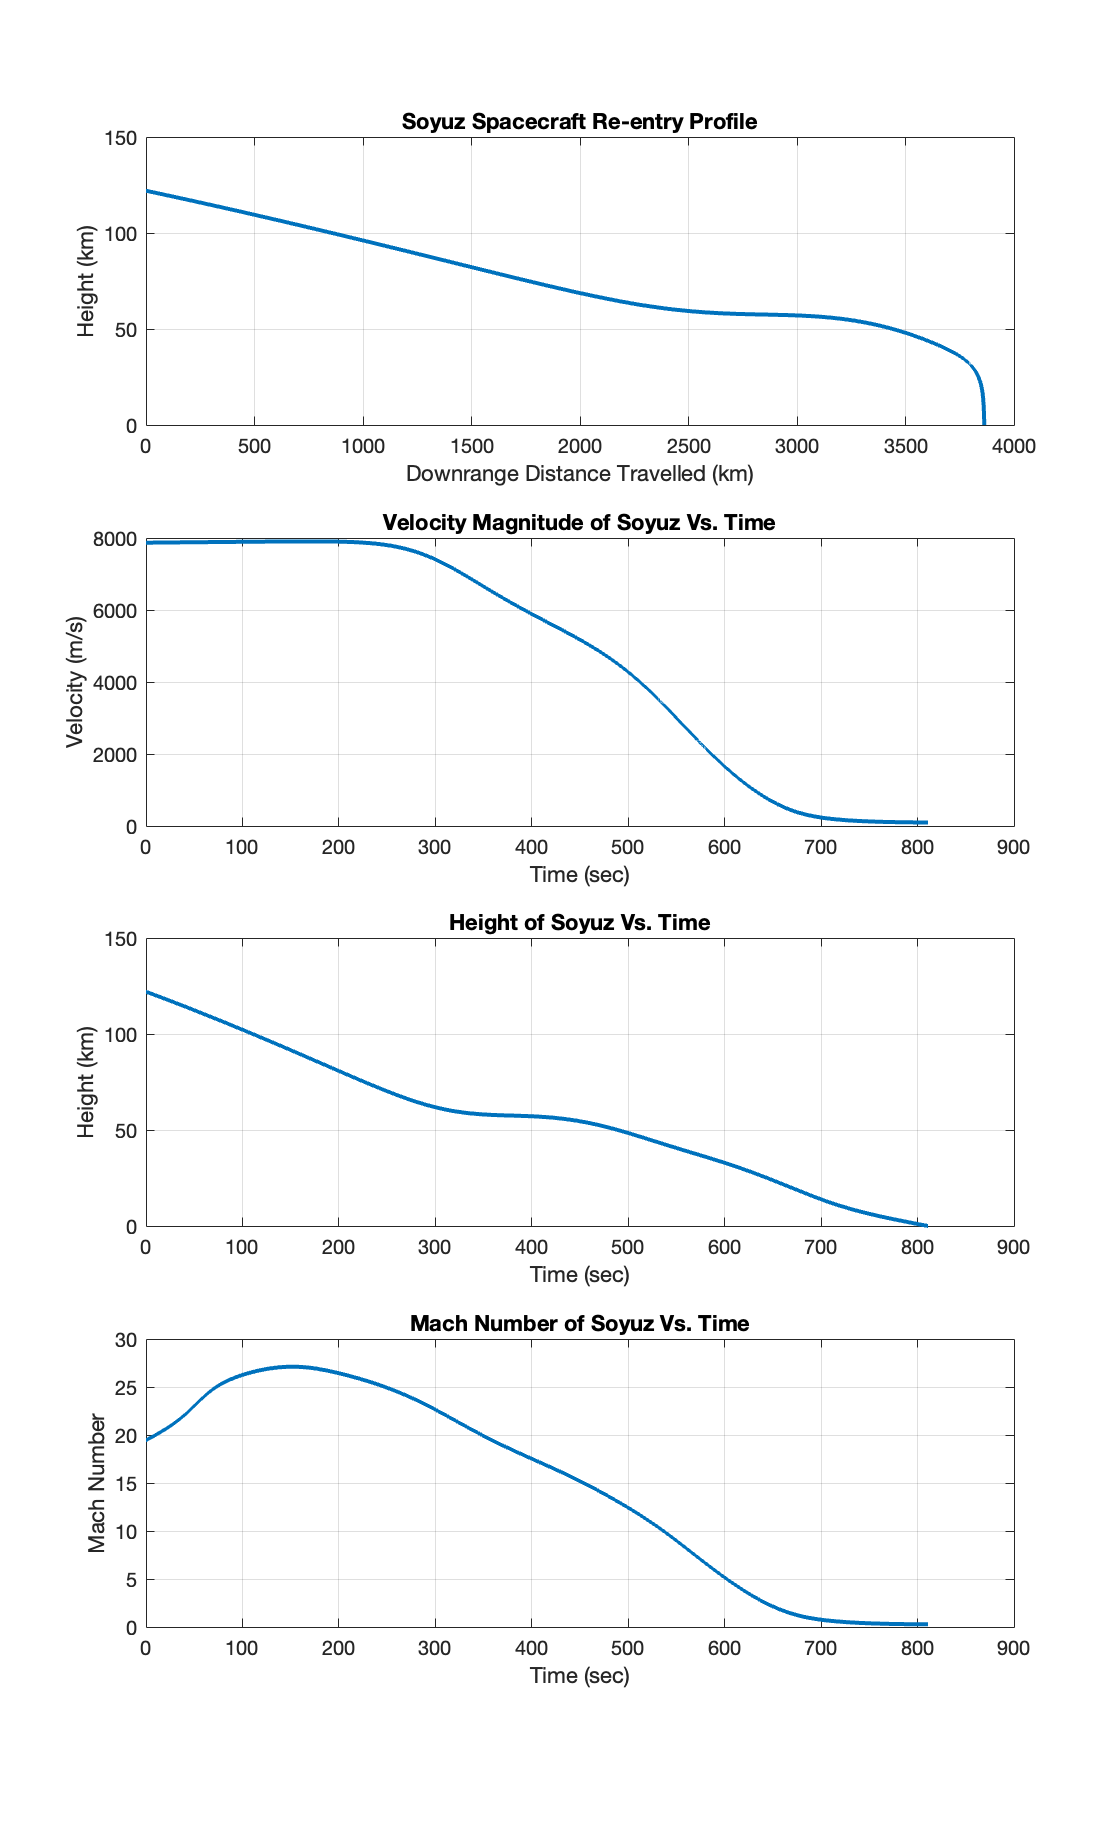 Soyuz Spacecraft Re-entry Profile
150
100
50
0
Height (km)
0 500 1000 1500 2000 2500 3000 3500 4000
Downrange Distance Travelled (km)
Velocity Magnitude of Soyuz Vs. Time
8000
6000
4000
2000
0
Velocity (m/s)
0 100 200 300 400 500 600 700 800 900
Time (sec)
Height of Soyuz Vs. Time
150
100
50
0
Height (km)
0 100 200 300 400 500 600 700 800 900
Time (sec)
Mach Number of Soyuz Vs. Time
30
25
20
15
10
5
0
Mach Number
0 100 200 300 400 500 600 700 800 900
Time (sec)